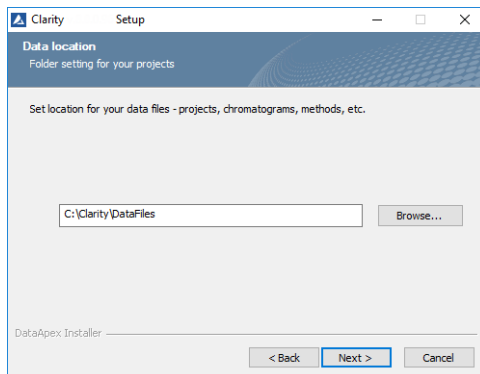 Clarity Setup
Data location
Folder setting for your projects
Set location for your data files - projects, chromatograms, methods, etc.
C:\Clarity\DataFiles Browse...
DataApex Installer
< Back Next > Cancel